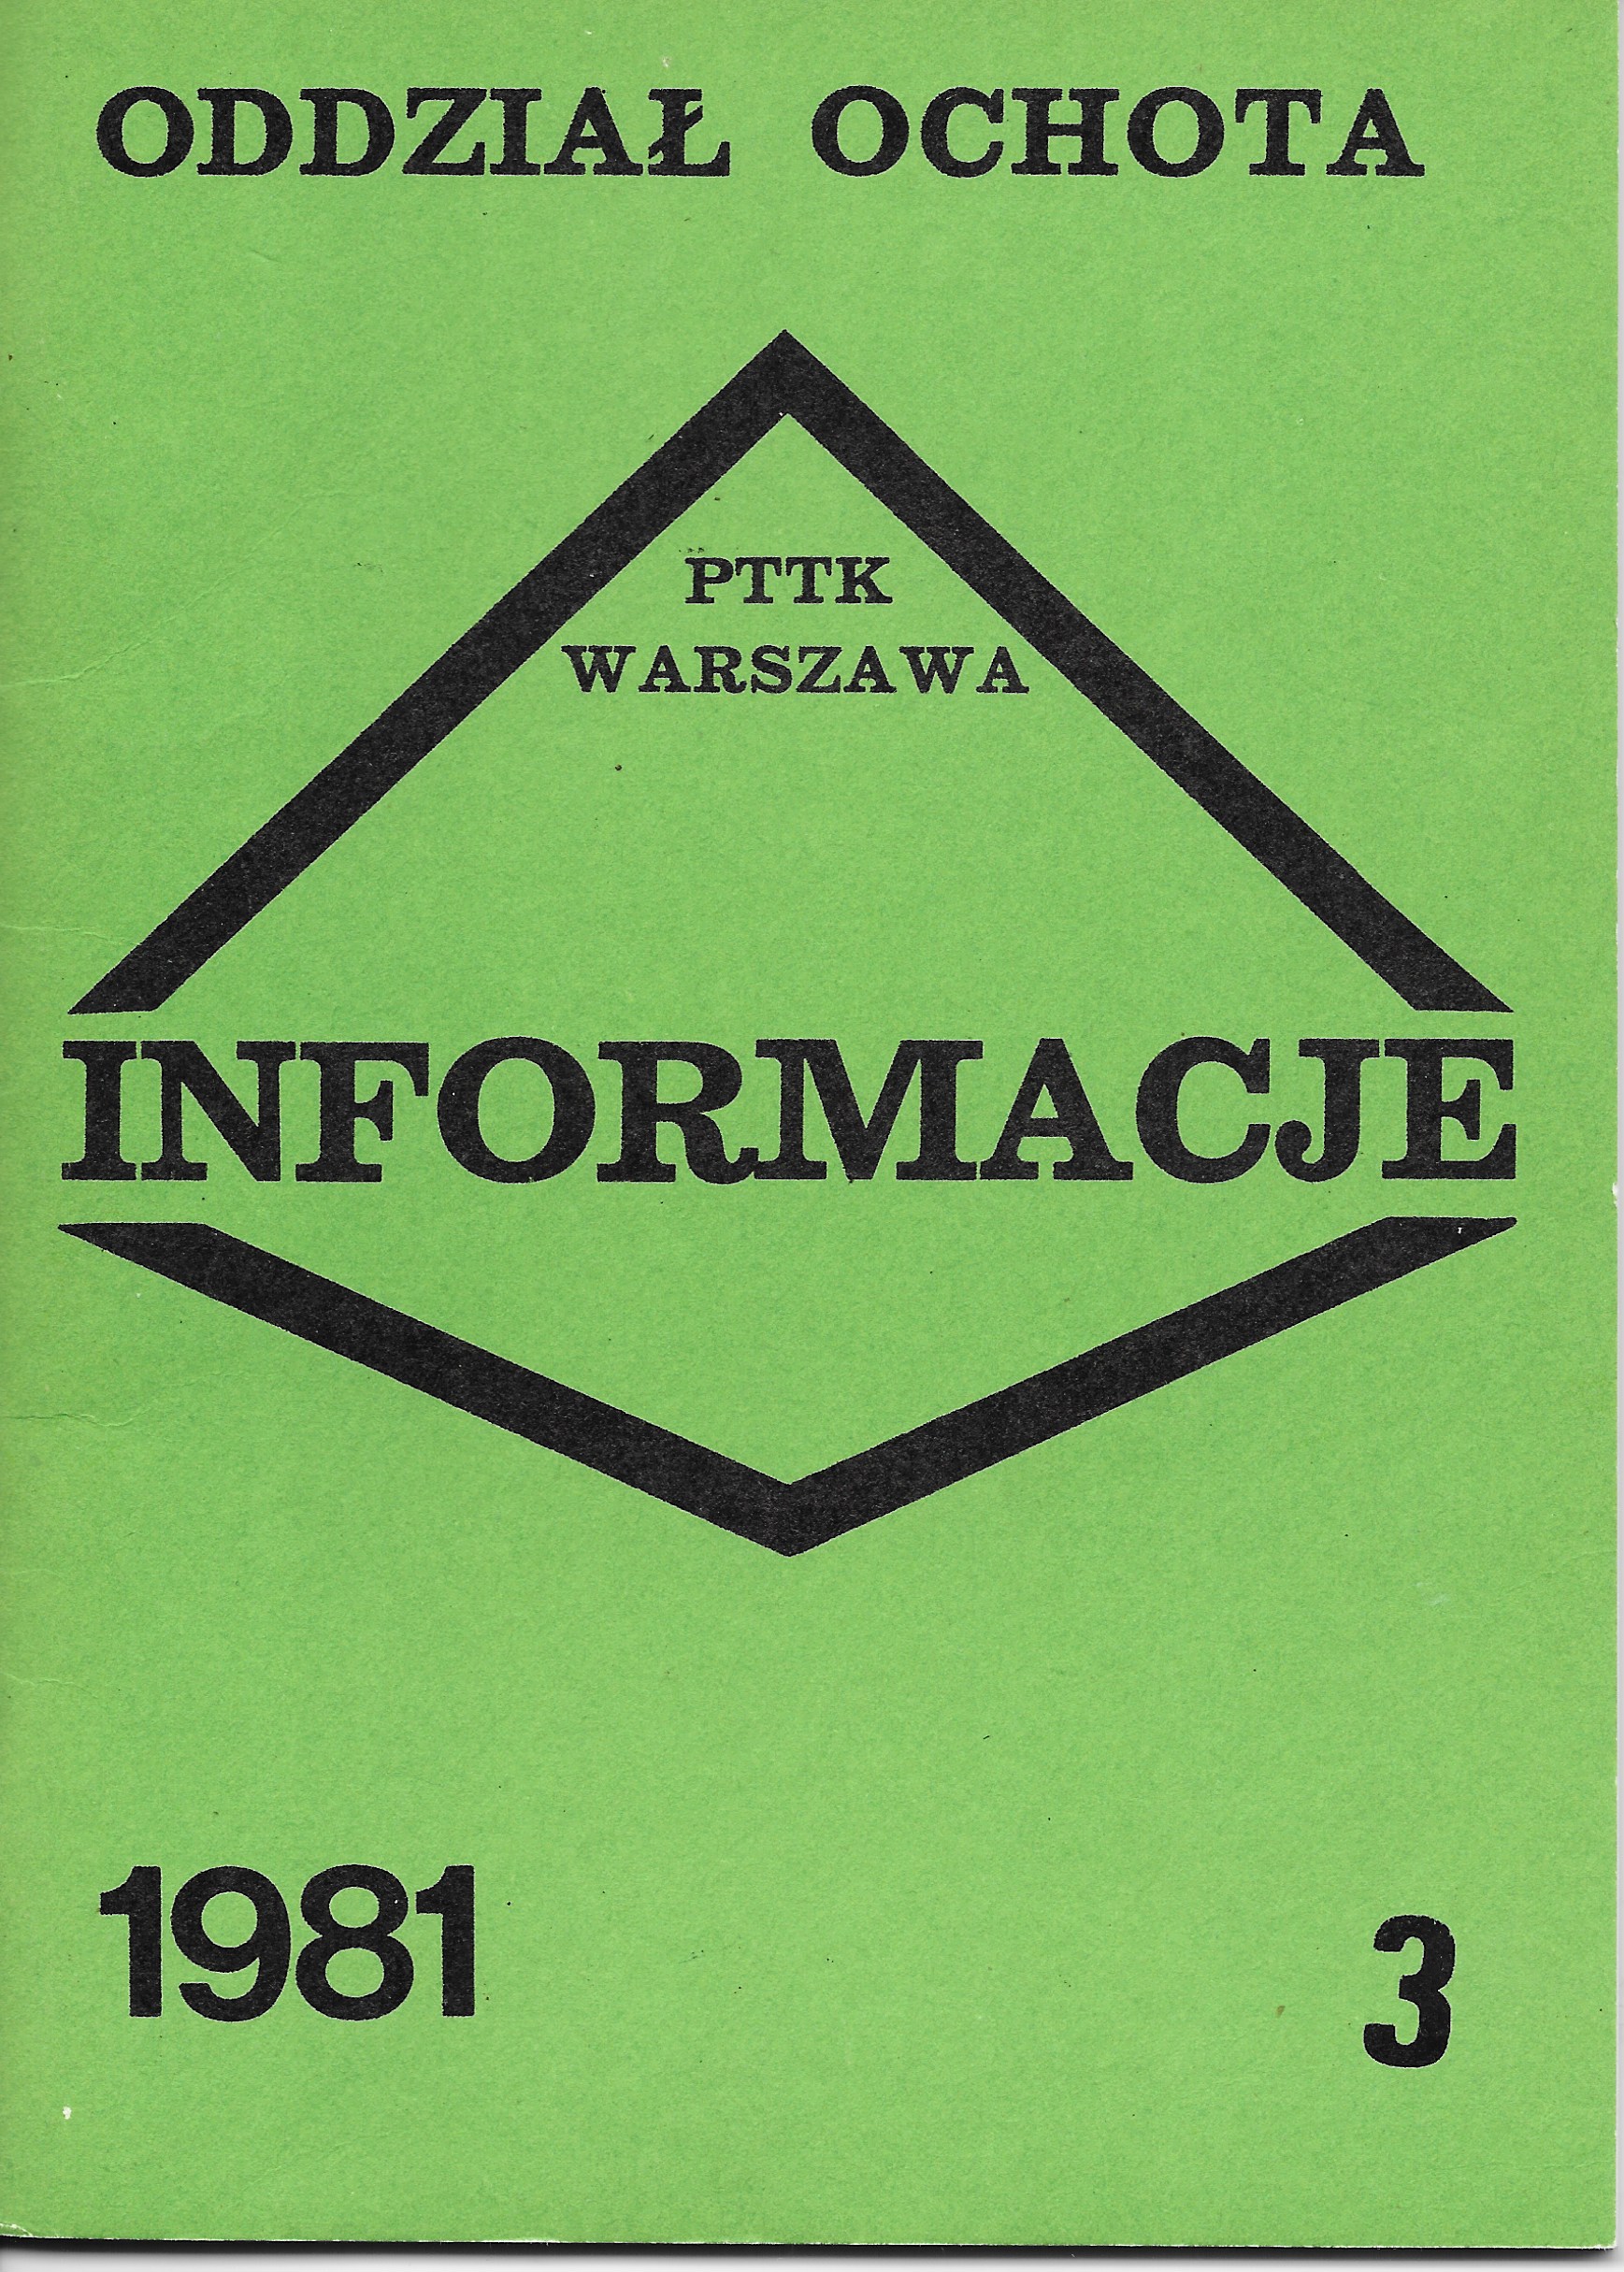 ODDZIAŁ OCHOTA
PTTK
WARSZAWA
INFORMACJE
1981
3